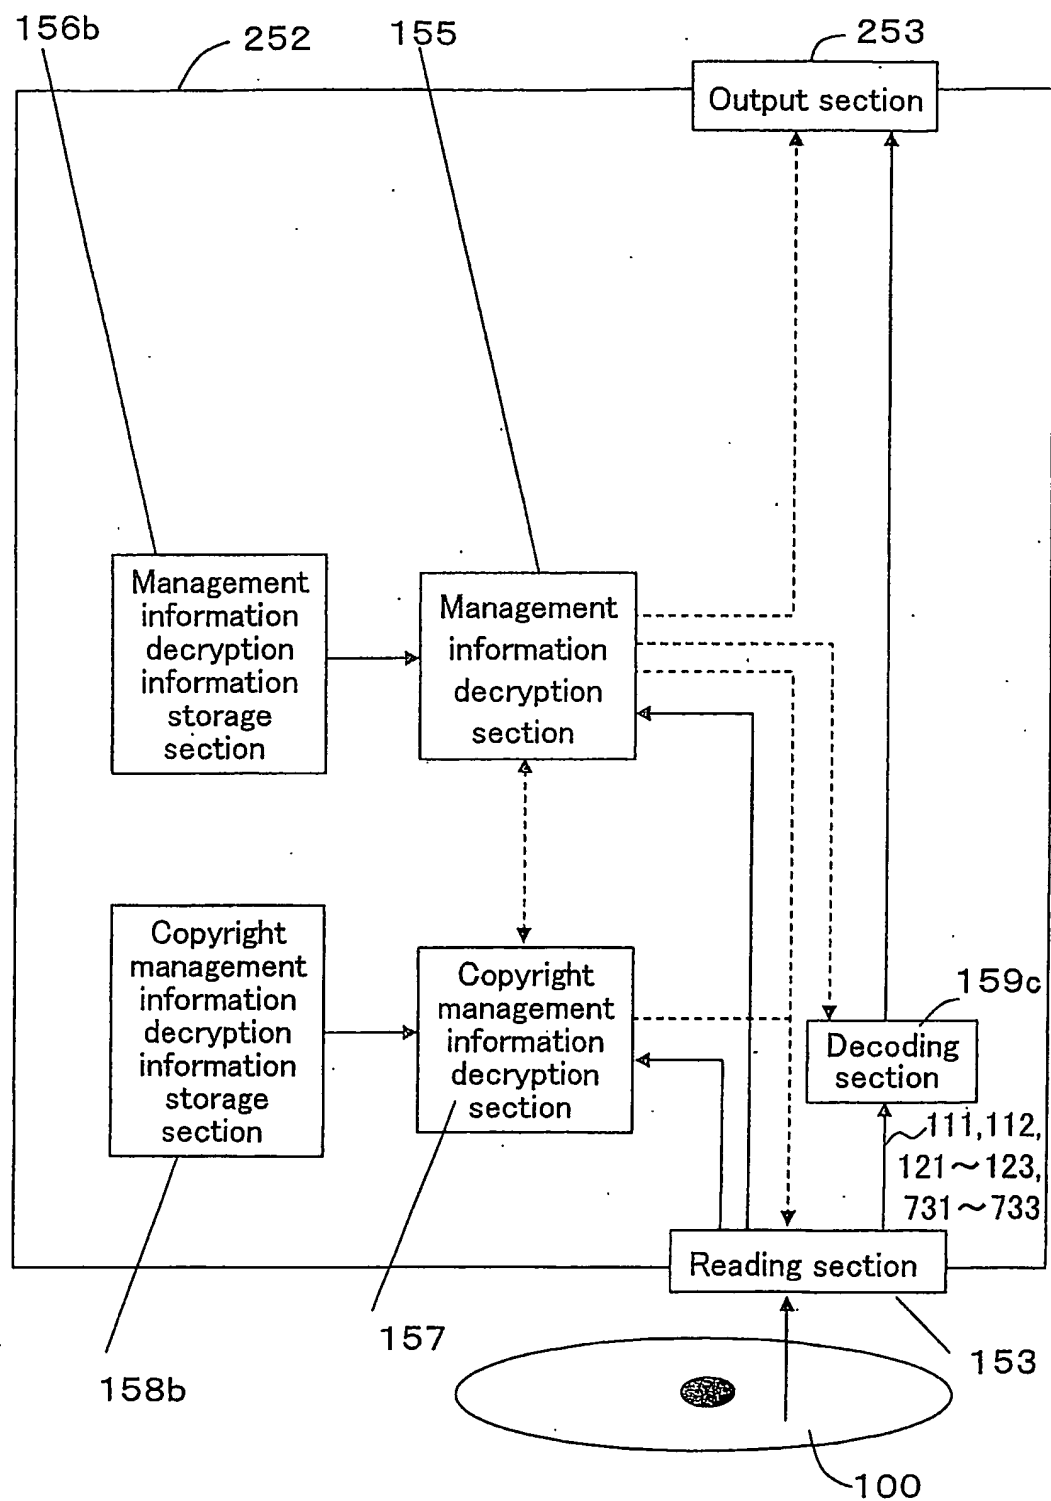 156b
252
155
253
Output section
Management
information
decryption
information
storage
section
Management
information
decryption
section
Copyright
management
information
decryption
information
storage
section
Copyright
management
information
decryption
section
159c
Decoding
section
111,112,
121～123,
731～733
Reading section
157
158b
153
100